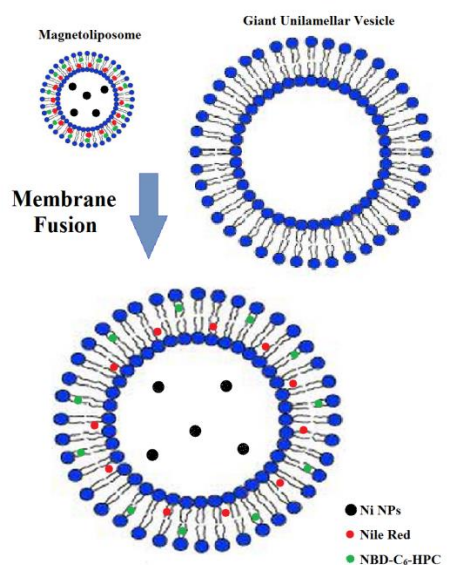 Magnetoliposome
Giant Unilamellar Vesicle
Membrane
Fusion
Ni NPs
Nile Red
NBD-C₆-HPC